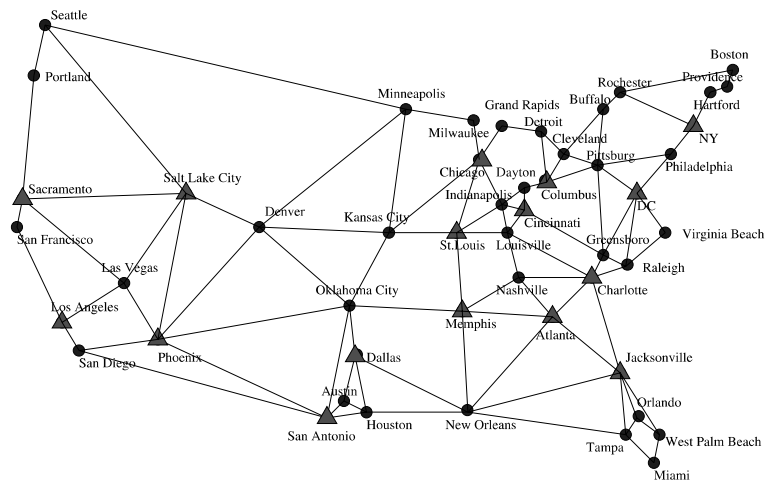 Seattle
Boston
Portland
Providence
Rochester
Minneapolis
Buffalo
Hartford
Grand Rapids
Detroit
Milwaukee
NY
Cleveland
Pittsburg
Philadelphia
Chicago
Dayton
Salt Lake City
Sacramento
Indianapolis
Columbus
DC
Denver
Kansas City
Cincinnati
San Francisco
St.Louis
Louisville
Greensboro
Virginia Beach
Las Vegas
Raleigh
Oklahoma City
Nashville
Charlotte
Los Angeles
Memphis
Atlanta
San Diego
Phoenix
Dallas
Jacksonville
Austin
Orlando
San Antonio
Houston
New Orleans
Tampa
West Palm Beach
Miami